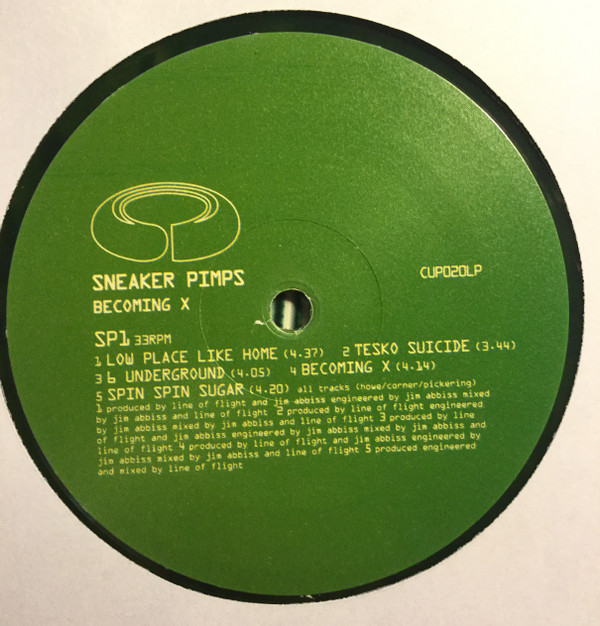 SNEAKER PIMPS
BECOMING X
CUP020LP
SP1 33RPM
1 LOW PLACE LIKE HOME (4.37) 2 TESKO SUICIDE (3.44)
3 6 UNDERGROUND (4.05) 4 BECOMING X (4.14)
5 SPIN SPIN SUGAR (4.20) all tracks (howe/corner/pickering)
1 produced by line of flight and jim abbiss engineered by jim abbiss mixed
by jim abbiss and line of flight 2 produced by line of flight engineered
by jim abbiss mixed by jim abbiss and line of flight 3 produced by line
of flight and jim abbiss engineered by jim abbiss mixed by jim abbiss and
line of flight 4 produced by line of flight and jim abbiss engineered by
jim abbiss mixed by jim abbiss and line of flight 5 produced engineered
and mixed by line of flight